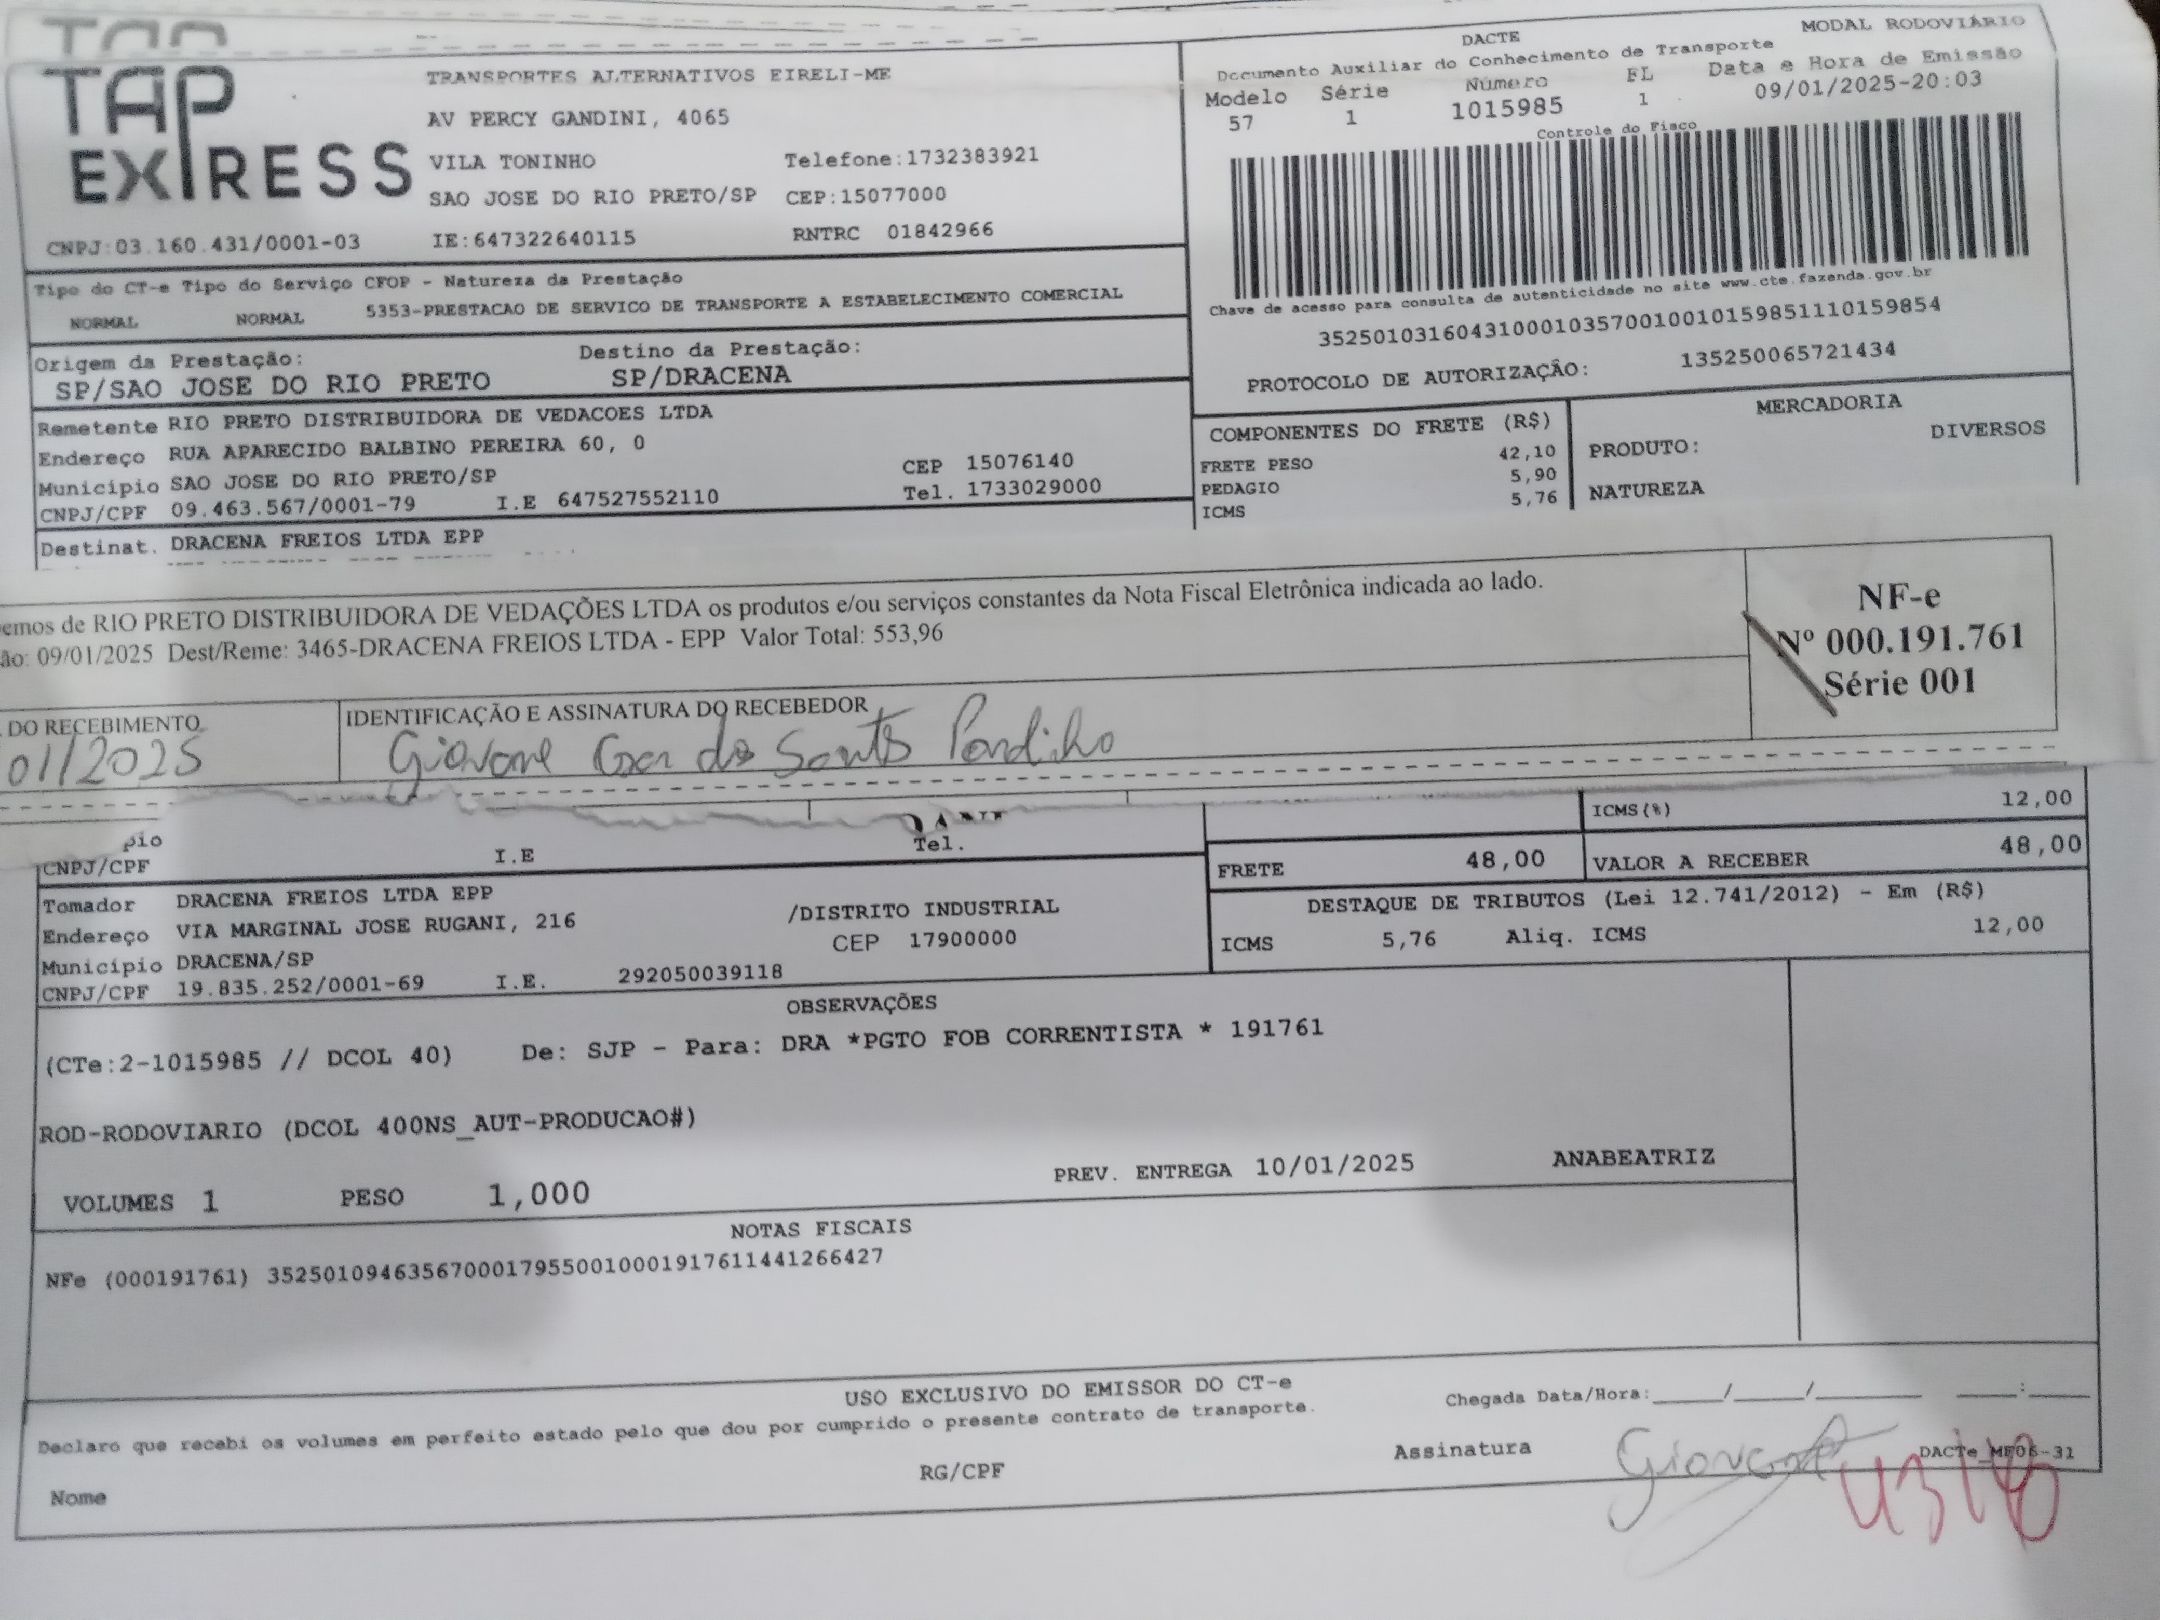 TAP
EXPRESS
TRANSPORTES ALTERNATIVOS EIRELI-ME
AV PERCY GANDINI, 4065
VILA TONINHO Telefone:1732383921
SAO JOSE DO RIO PRETO/SP CEP:15077000
CNPJ:03.160.431/0001-03 IE:647322640115 RNTRC 01842966
DACTE MODAL RODOVIÁRIO
Documento Auxiliar do Conhecimento de Transporte
Modelo Série Número FL Data e Hora de Emissão
57 1 1015985 1 09/01/2025-20:03
Controle do Fisco
Chave de acesso para consulta de autenticidade no site www.cte.fazenda.gov.br
35250103160431000103570010010159851110159854
PROTOCOLO DE AUTORIZAÇÃO: 135250065721434
Tipo do CT-e Tipo do Serviço CFOP - Natureza da Prestação
NORMAL NORMAL 5353-PRESTACAO DE SERVICO DE TRANSPORTE A ESTABELECIMENTO COMERCIAL
Origem da Prestação: Destino da Prestação:
SP/SAO JOSE DO RIO PRETO SP/DRACENA
Remetente RIO PRETO DISTRIBUIDORA DE VEDACOES LTDA
Endereço RUA APARECIDO BALBINO PEREIRA 60, 0
Município SAO JOSE DO RIO PRETO/SP CEP 15076140
CNPJ/CPF 09.463.567/0001-79 I.E 647527552110 Tel. 1733029000
Destinat. DRACENA FREIOS LTDA EPP
COMPONENTES DO FRETE (R$)
FRETE PESO 42,10
PEDAGIO 5,90
ICMS 5,76
MERCADORIA
PRODUTO: DIVERSOS
NATUREZA
emos de RIO PRETO DISTRIBUIDORA DE VEDAÇÕES LTDA os produtos e/ou serviços constantes da Nota Fiscal Eletrônica indicada ao lado.
ão: 09/01/2025 Dest/Reme: 3465-DRACENA FREIOS LTDA - EPP Valor Total: 553,96
NF-e
Nº 000.191.761
Série 001
DO RECEBIMENTO IDENTIFICAÇÃO E ASSINATURA DO RECEBEDOR
01/2025 Giovane dos Santos
pio
CNPJ/CPF I.E Tel.
ICMS(%) 12,00
FRETE 48,00 VALOR A RECEBER 48,00
Tomador DRACENA FREIOS LTDA EPP
Endereço VIA MARGINAL JOSE RUGANI, 216 /DISTRITO INDUSTRIAL
Município DRACENA/SP CEP 17900000
CNPJ/CPF 19.835.252/0001-69 I.E. 292050039118
DESTAQUE DE TRIBUTOS (Lei 12.741/2012) - Em (R$)
ICMS 5,76 Aliq. ICMS 12,00
OBSERVAÇÕES
(CTe:2-1015985 // DCOL 40) De: SJP - Para: DRA *PGTO FOB CORRENTISTA * 191761
ROD-RODOVIARIO (DCOL 400NS_AUT-PRODUCAO#)
VOLUMES 1 PESO 1,000 PREV. ENTREGA 10/01/2025 ANABEATRIZ
NOTAS FISCAIS
NFe (000191761) 35250109463567000179550010001917611441266427
USO EXCLUSIVO DO EMISSOR DO CT-e
Declaro que recebi os volumes em perfeito estado pelo que dou por cumprido o presente contrato de transporte.
Chegada Data/Hora:_____/_____/________ _____:_____
Nome RG/CPF Assinatura Giovane DACTe_MF06-31